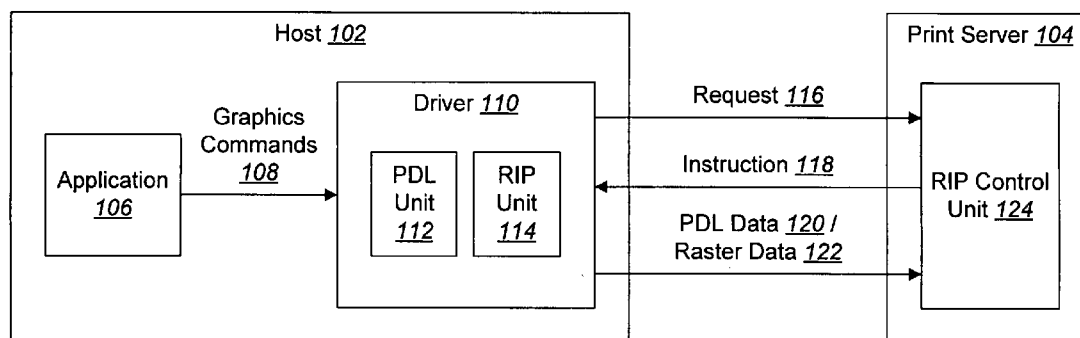 Host 102
Print Server 104
Driver 110
Request 116
Graphics
Commands
108
Application
106
PDL
Unit
112
RIP
Unit
114
Instruction 118
RIP Control
Unit 124
PDL Data 120 /
Raster Data 122